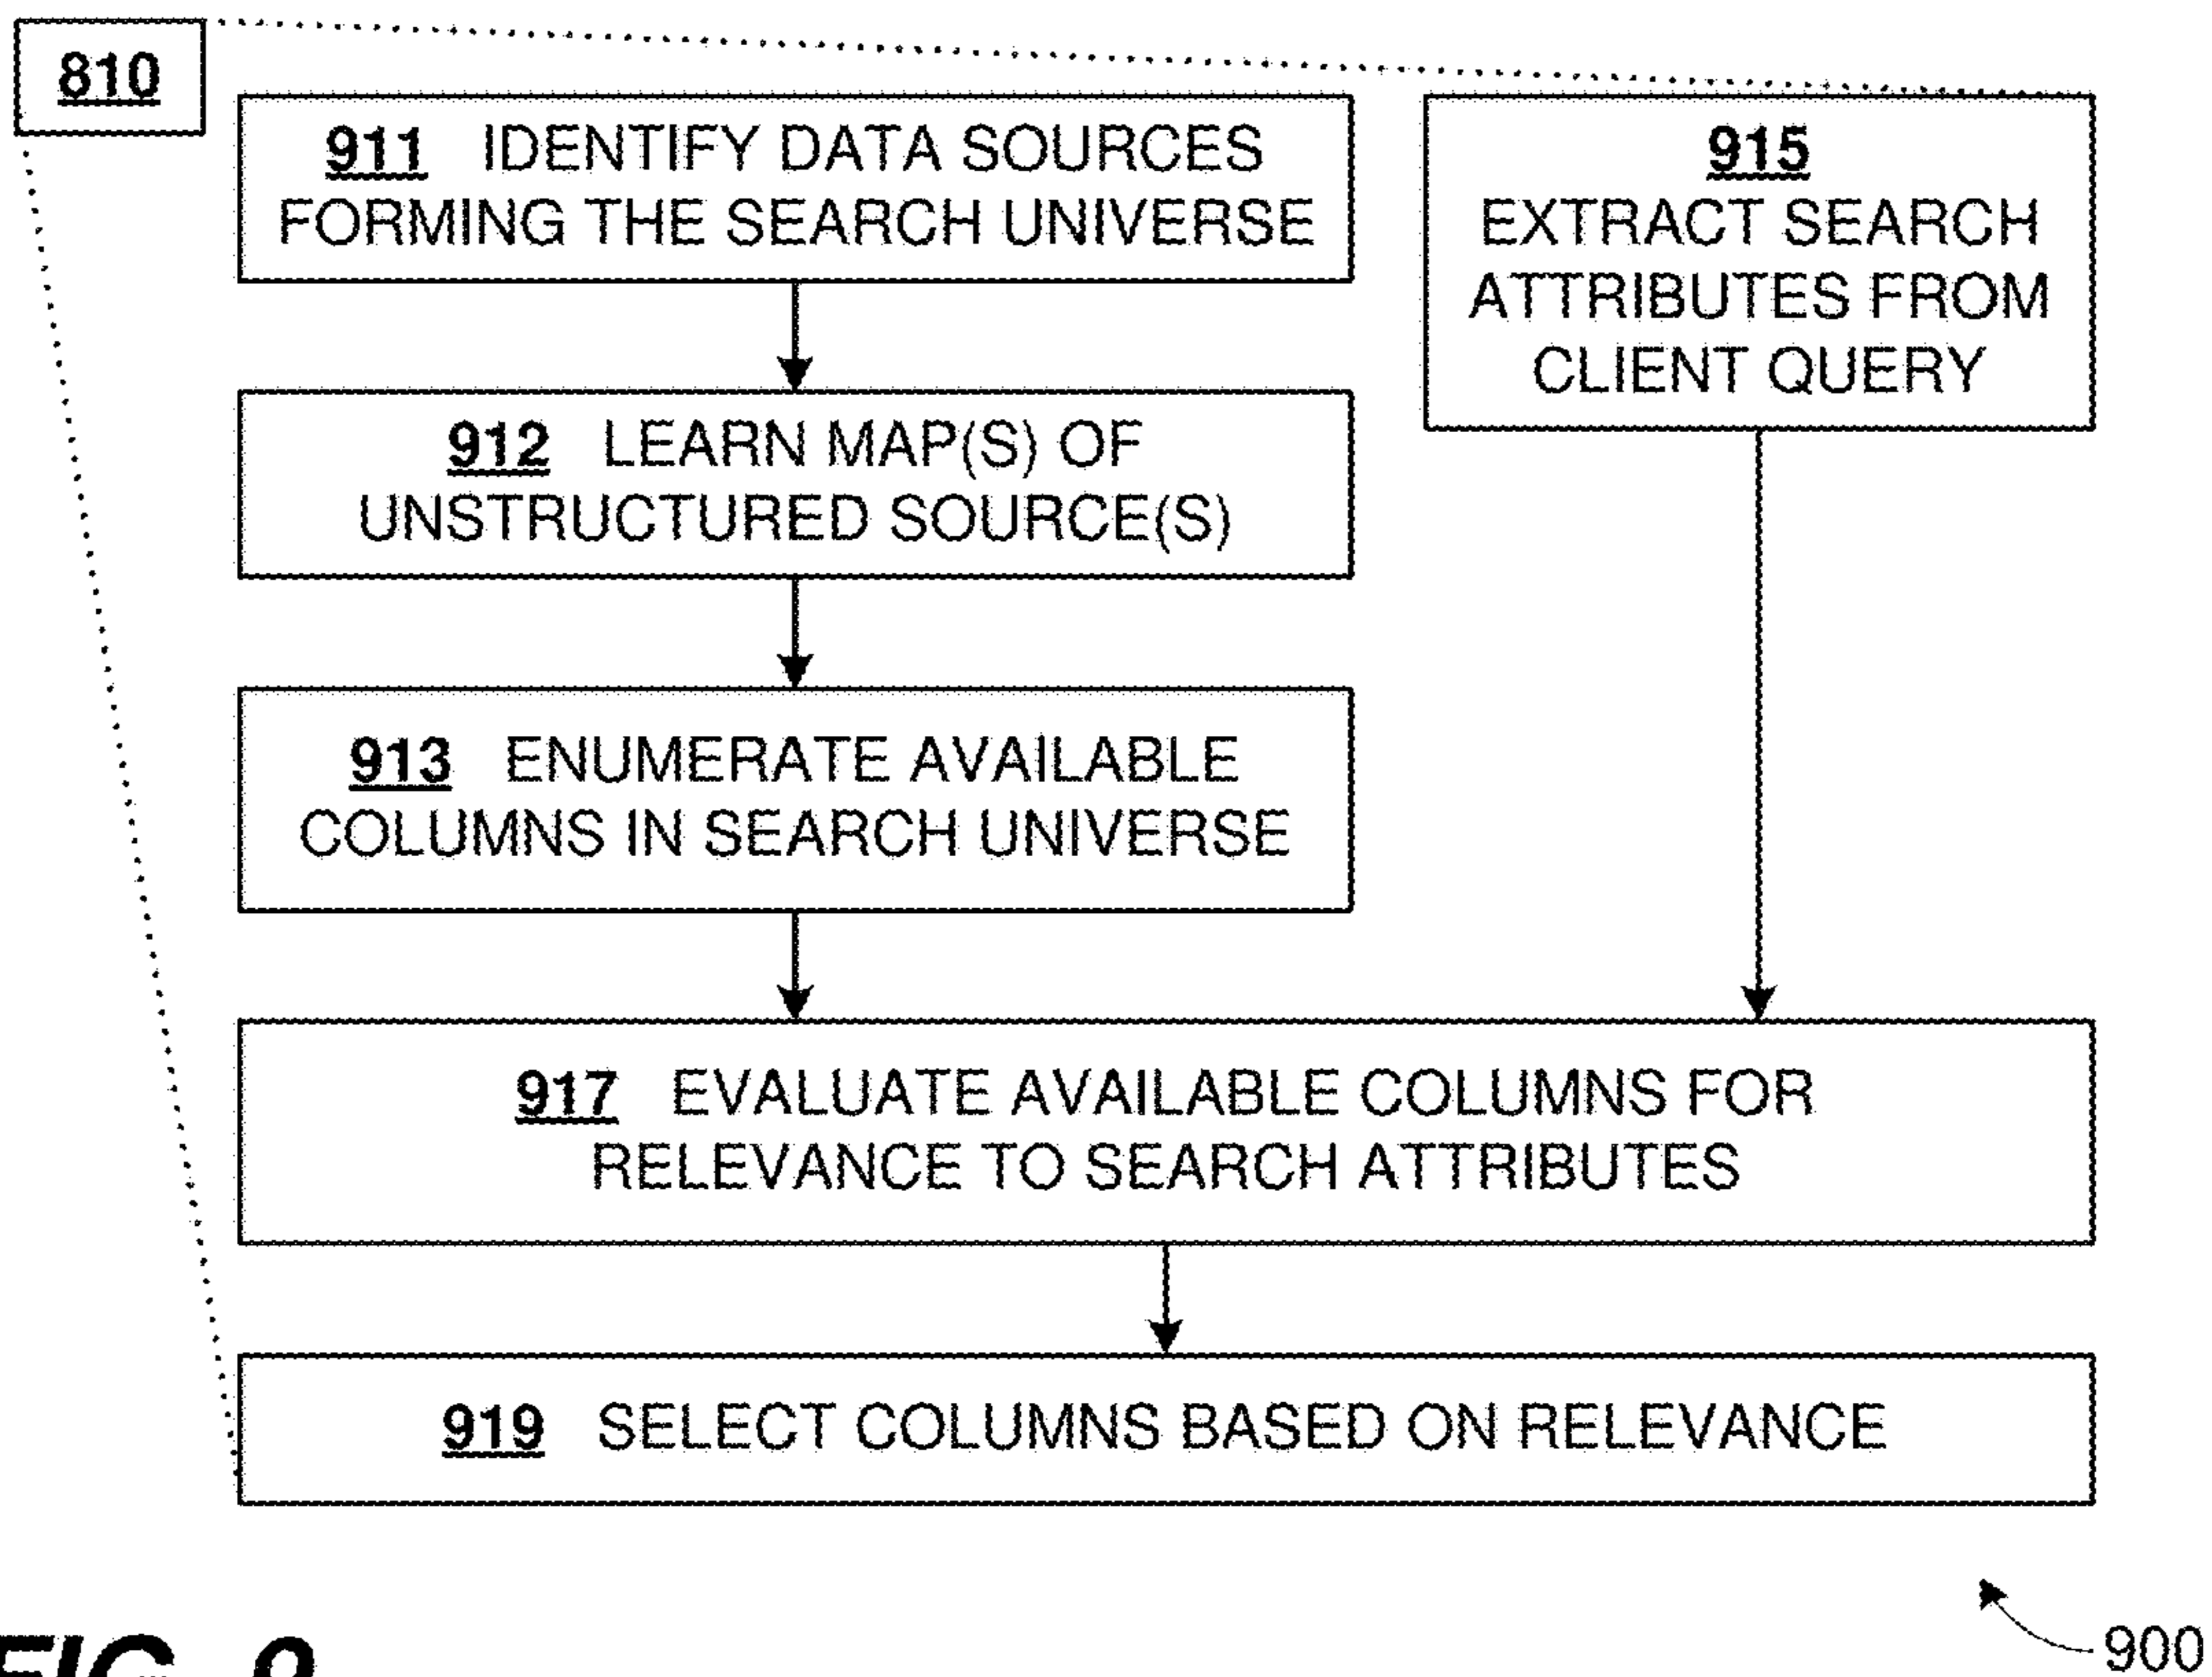 810
911 IDENTIFY DATA SOURCES
FORMING THE SEARCH UNIVERSE
915
EXTRACT SEARCH
ATTRIBUTES FROM
CLIENT QUERY
912 LEARN MAP(S) OF
UNSTRUCTURED SOURCE(S)
913 ENUMERATE AVAILABLE
COLUMNS IN SEARCH UNIVERSE
917 EVALUATE AVAILABLE COLUMNS FOR
RELEVANCE TO SEARCH ATTRIBUTES
919 SELECT COLUMNS BASED ON RELEVANCE
900
FIG. 9